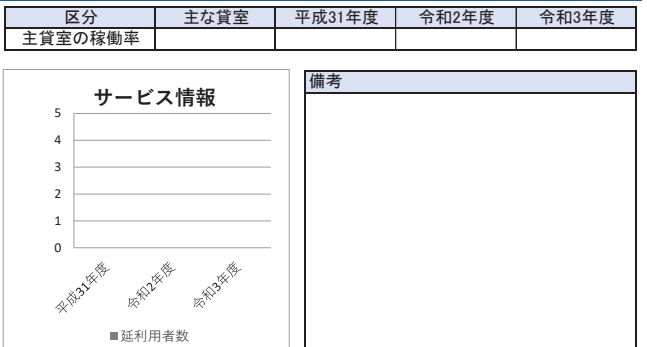 区分 主な貸室 平成31年度 令和2年度 令和3年度
主貸室の稼働率
サービス情報
5
4
3
2
1
0
平成31年度 令和2年度 令和3年度
■延利用者数
備考